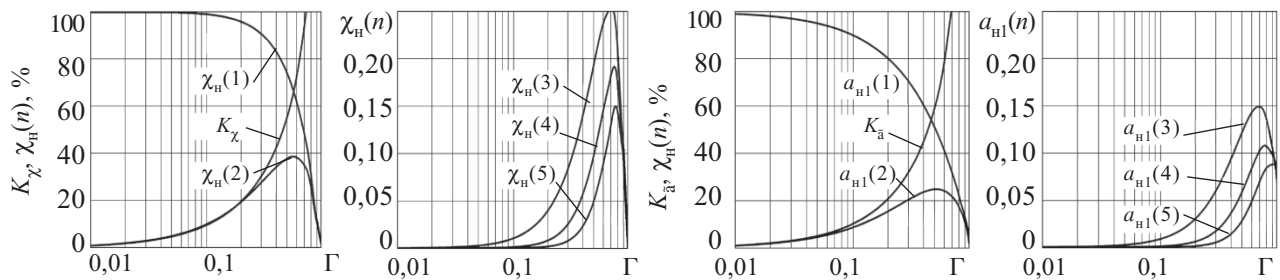 K_χ, χ_н(n), %
100
80
60
40
20
0
χ_н(1)
K_χ
χ_н(2)
0,01
0,1
Γ
χ_н(n)
0,20
0,15
0,10
0,05
0
χ_н(3)
χ_н(4)
χ_н(5)
0,01
0,1
Γ
K_ā, χ_н(n), %
100
80
60
40
20
0
a_н1(1)
K_ā
a_н1(2)
0,01
0,1
Γ
a_н1(n)
0,20
0,15
0,10
0,05
0
a_н1(3)
a_н1(4)
a_н1(5)
0,01
0,1
Γ